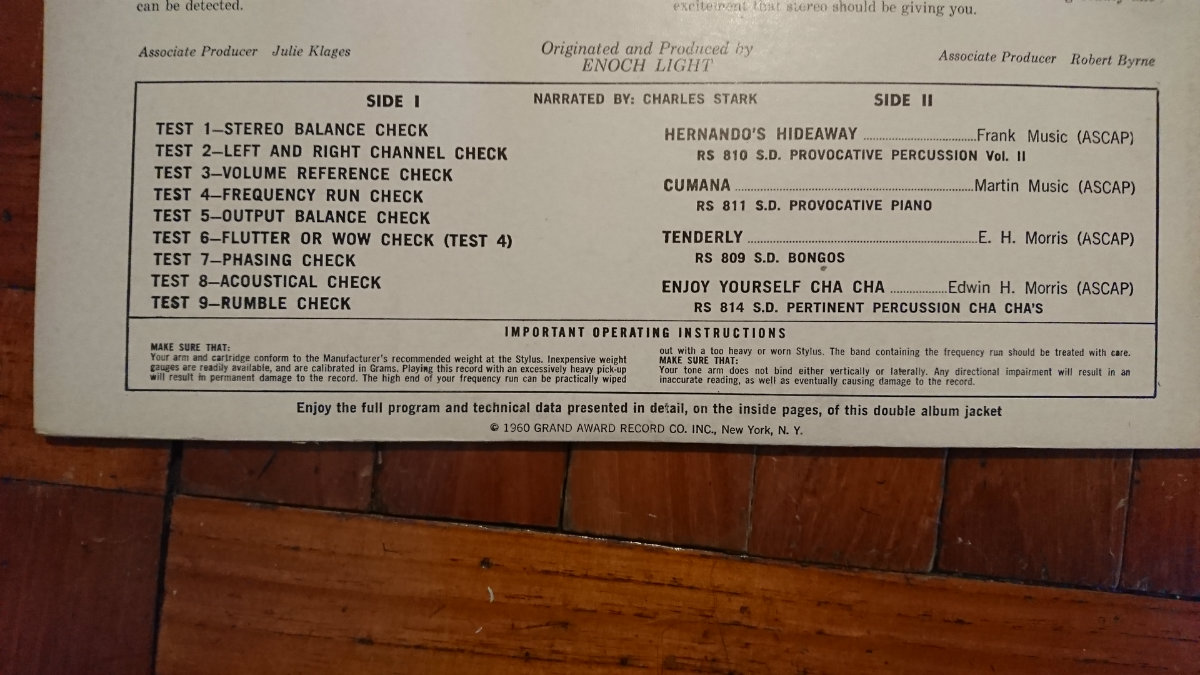 can be detected.
excitement that stereo should be giving you.
Associate Producer Julie Klages
Originated and Produced by
ENOCH LIGHT
Associate Producer Robert Byrne
SIDE I
NARRATED BY: CHARLES STARK
SIDE II
TEST 1—STEREO BALANCE CHECK
TEST 2—LEFT AND RIGHT CHANNEL CHECK
TEST 3—VOLUME REFERENCE CHECK
TEST 4—FREQUENCY RUN CHECK
TEST 5—OUTPUT BALANCE CHECK
TEST 6—FLUTTER OR WOW CHECK (TEST 4)
TEST 7—PHASING CHECK
TEST 8—ACOUSTICAL CHECK
TEST 9—RUMBLE CHECK
HERNANDO'S HIDEAWAY ..........................Frank Music (ASCAP)
RS 810 S.D. PROVOCATIVE PERCUSSION Vol. II
CUMANA ......................................................Martin Music (ASCAP)
RS 811 S.D. PROVOCATIVE PIANO
TENDERLY ....................................................E. H. Morris (ASCAP)
RS 809 S.D. BONGOS
ENJOY YOURSELF CHA CHA .............Edwin H. Morris (ASCAP)
RS 814 S.D. PERTINENT PERCUSSION CHA CHA'S
IMPORTANT OPERATING INSTRUCTIONS
MAKE SURE THAT:
Your arm and cartridge conform to the Manufacturer's recommended weight at the Stylus. Inexpensive weight
gauges are readily available, and are calibrated in Grams. Playing this record with an excessively heavy pick-up
will result in permanent damage to the record. The high end of your frequency run can be practically wiped
out with a too heavy or worn Stylus. The band containing the frequency run should be treated with care.
MAKE SURE THAT:
Your tone arm does not bind either vertically or laterally. Any directional impairment will result in an
inaccurate reading, as well as eventually causing damage to the record.
Enjoy the full program and technical data presented in detail, on the inside pages, of this double album jacket
© 1960 GRAND AWARD RECORD CO. INC., New York, N. Y.